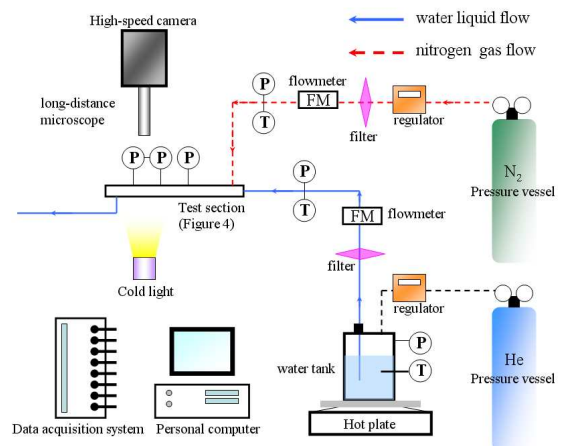 High-speed camera
water liquid flow
nitrogen gas flow
long-distance
microscope
P
T
flowmeter
FM
filter
regulator
N2
Pressure vessel
P
P
P
Test section
(Figure 4)
P
T
FM
flowmeter
filter
Cold light
regulator
He
Pressure vessel
water tank
P
T
Hot plate
Data acquisition system
Personal computer